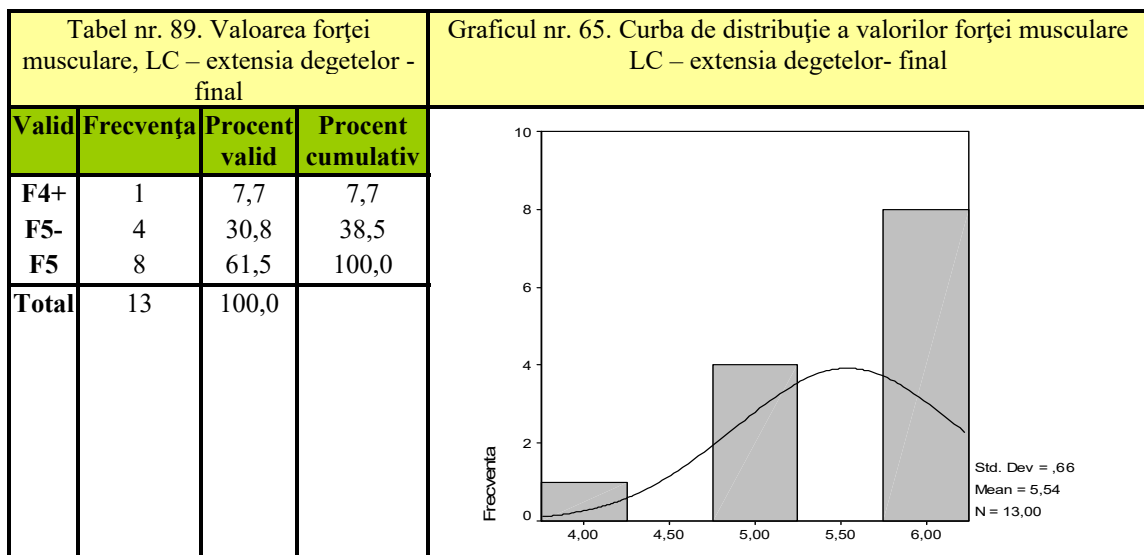 Tabel nr. 89. Valoarea forţei
musculare, LC – extensia degetelor -
final
Graficul nr. 65. Curba de distribuţie a valorilor forţei musculare
LC – extensia degetelor- final
Valid Frecvenţa Procent valid Procent cumulativ
F4+ 1 7,7 7,7
F5- 4 30,8 38,5
F5 8 61,5 100,0
Total 13 100,0
10
8
6
4
2
0
Frecventa
4,00 4,50 5,00 5,50 6,00
Std. Dev = ,66
Mean = 5,54
N = 13,00